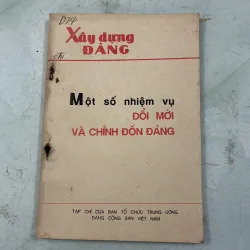 Xây dựng
ĐẢNG
Một số nhiệm vụ
ĐỔI MỚI
VÀ CHỈNH ĐỐN ĐẢNG
TẠP CHÍ CỦA BAN TỔ CHỨC TRUNG ƯƠNG
ĐẢNG CỘNG SẢN VIỆT NAM